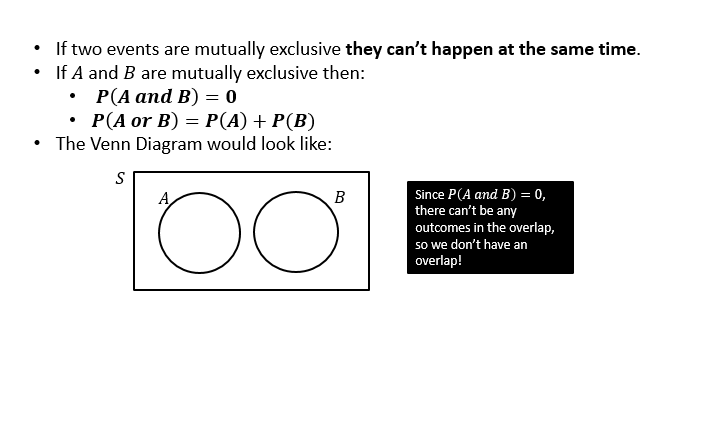 • If two events are mutually exclusive they can't happen at the same time.
• If A and B are mutually exclusive then:
• P(A and B) = 0
• P(A or B) = P(A) + P(B)
• The Venn Diagram would look like:
S
A
B
Since P(A and B) = 0,
there can't be any
outcomes in the overlap,
so we don't have an
overlap!